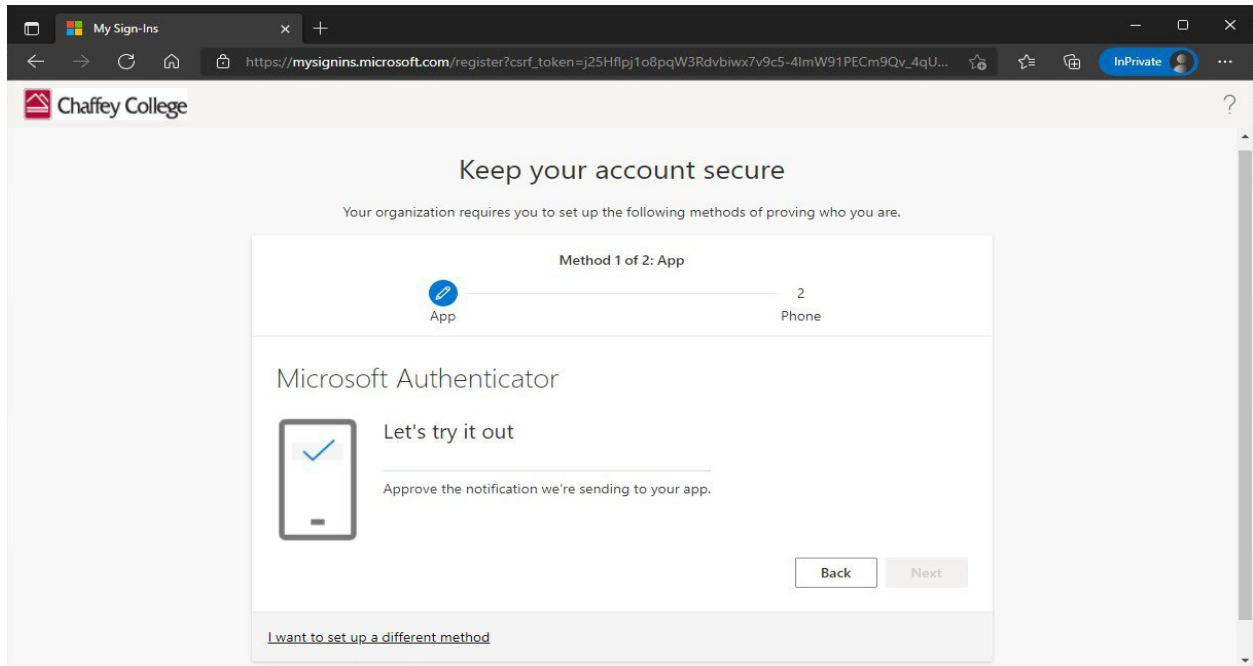 My Sign-Ins
https://mysignins.microsoft.com/register?csrf_token=j25Hflpj1o8pqW3Rdvbiwx7v9c5-4ImW91PECm9Qv_4qU...
InPrivate
Chaffey College
?
Keep your account secure
Your organization requires you to set up the following methods of proving who you are.
Method 1 of 2: App
2
App
Phone
Microsoft Authenticator
Let's try it out
Approve the notification we're sending to your app.
Back
Next
I want to set up a different method